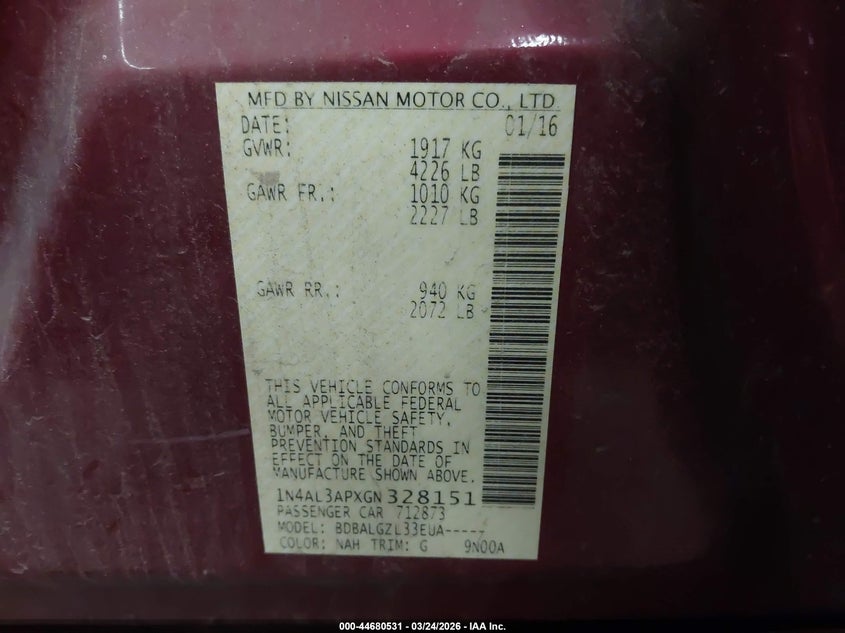 MFD BY NISSAN MOTOR CO., LTD
DATE: 01/16
GVWR: 1917 KG
4226 LB
GAWR FR.: 1010 KG
2227 LB
GAWR RR.: 940 KG
2072 LB
THIS VEHICLE CONFORMS TO
ALL APPLICABLE FEDERAL
MOTOR VEHICLE SAFETY,
BUMPER, AND THEFT
PREVENTION STANDARDS IN
EFFECT ON THE DATE OF
MANUFACTURE SHOWN ABOVE.
1N4AL3APXGN328151
PASSENGER CAR 712873
MODEL: BDBALGZL33EUA-----
COLOR: NAH TRIM: G 9N00A
000-44680531 - 03/24/2026 - IAA Inc.